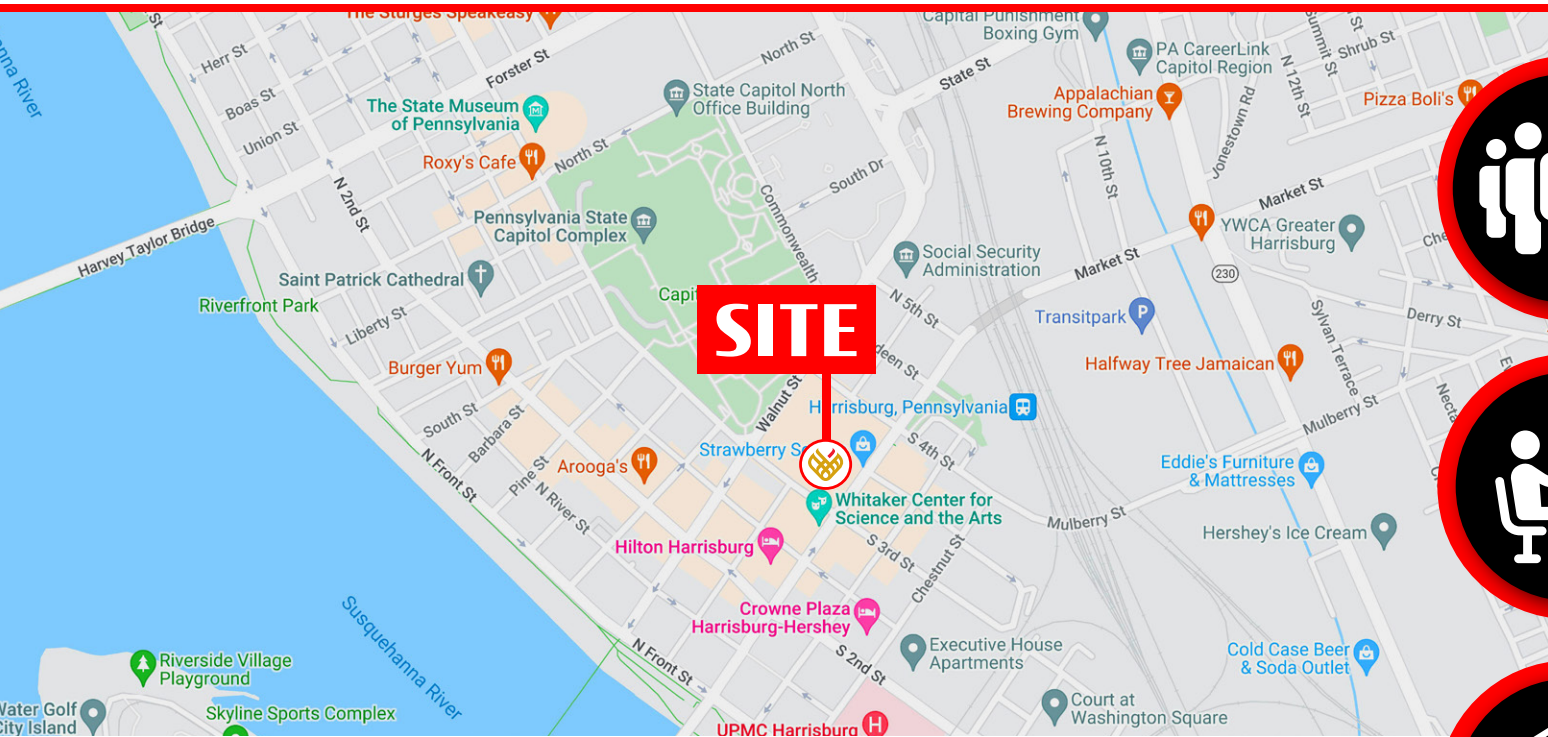 The Sturges Speakeasy
Capital Punishment
Boxing Gym
St
North St
Herr St
Forster St
State St
PA CareerLink
Capitol Region
N 12th St
Summit St
Shrub St
Susquehanna River
Boas St
The State Museum
of Pennsylvania
State Capitol North
Office Building
Appalachian
Brewing Company
Pizza Boli's
Jonestown Rd
Union St
Roxy's Cafe
North St
South Dr
N 10th St
Market St
N 2nd St
Commonwealth
Pennsylvania State
Capitol Complex
YWCA Greater
Harrisburg
Che
Harvey Taylor Bridge
Social Security
Administration
Market St
230
Saint Patrick Cathedral
Riverfront Park
Capi
SITE
N 5th St
Transitpark
P
Sylvan Terrace
Derry St
Liberty St
Burger Yum
deen St
Halfway Tree Jamaican
Walnut St
Harrisburg, Pennsylvania
Necta
Mulberry St
South St
Barbara St
Strawberry S
S 4th St
N Front St
Pine St
Arooga's
Eddie's Furniture
& Mattresses
N River St
Whitaker Center for
Science and the Arts
Mulberry St
Hershey's Ice Cream
Hilton Harrisburg
S 3rd St
Chestnut St
Susquehanna River
Crowne Plaza
Harrisburg-Hershey
N Front St
S 2nd St
Executive House
Apartments
Cold Case Beer
& Soda Outlet
Riverside Village
Playground
Water Golf
City Island
Skyline Sports Complex
Court at
Washington Square
UPMC Harrisburg
H